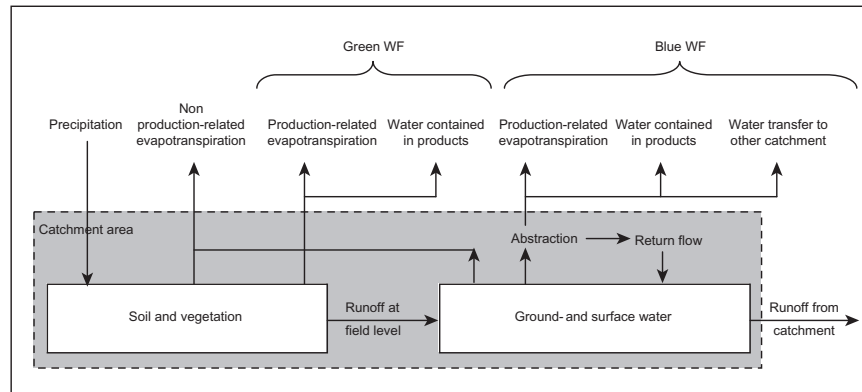 Green WF
Blue WF
Precipitation
Non
production-related
evapotranspiration
Production-related
evapotranspiration
Water contained
in products
Production-related
evapotranspiration
Water contained
in products
Water transfer to
other catchment
Catchment area
Abstraction
Return flow
Soil and vegetation
Runoff at
field level
Ground- and surface water
Runoff from
catchment